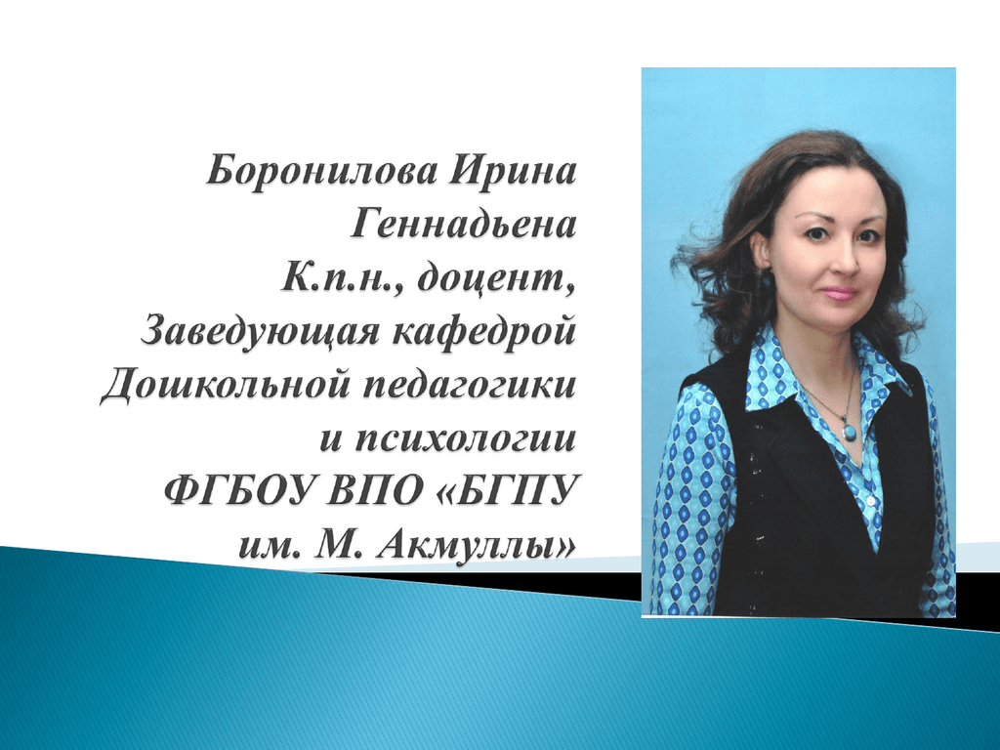 Боронилова Ирина
Геннадьена
К.п.н., доцент,
Заведующая кафедрой
Дошкольной педагогики
и психологии
ФГБОУ ВПО «БГПУ
им. М. Акмуллы»